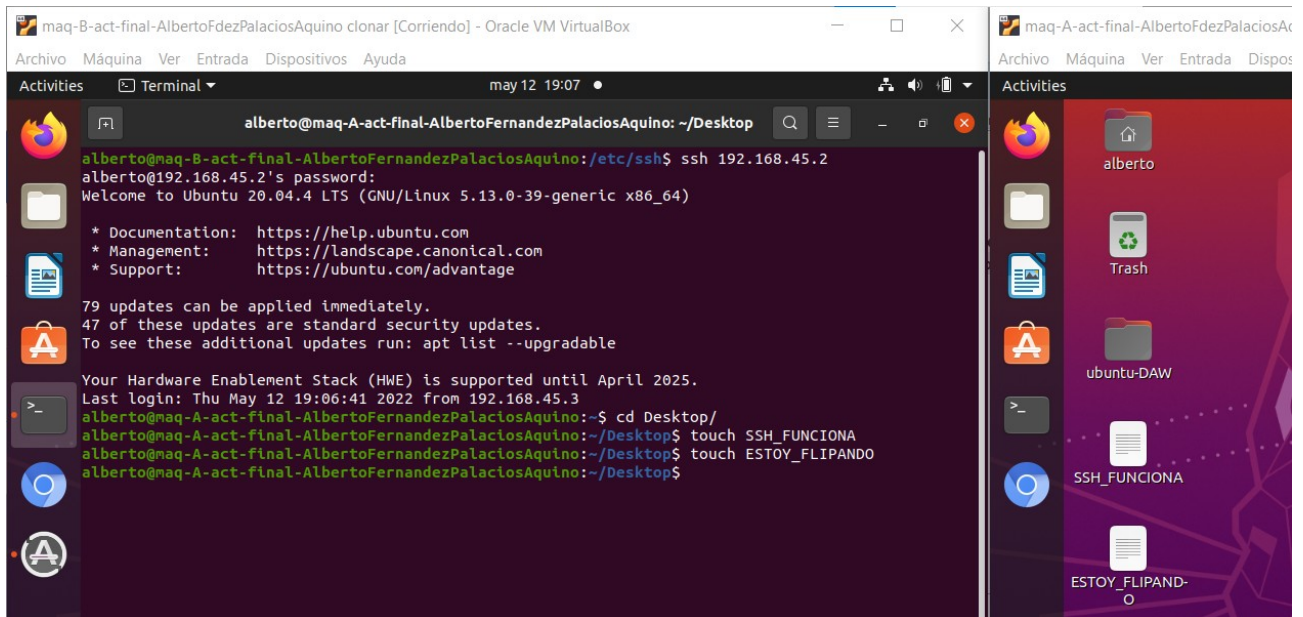 maq-B-act-final-AlbertoFdezPalaciosAquino clonar [Corriendo] - Oracle VM VirtualBox
Archivo Máquina Ver Entrada Dispositivos Ayuda
Activities Terminal may 12 19:07
alberto@maq-A-act-final-AlbertoFernandezPalaciosAquino: ~/Desktop
alberto@maq-B-act-final-AlbertoFernandezPalaciosAquino:/etc/ssh$ ssh 192.168.45.2
alberto@192.168.45.2's password:
Welcome to Ubuntu 20.04.4 LTS (GNU/Linux 5.13.0-39-generic x86_64)
* Documentation: https://help.ubuntu.com
* Management: https://landscape.canonical.com
* Support: https://ubuntu.com/advantage
79 updates can be applied immediately.
47 of these updates are standard security updates.
To see these additional updates run: apt list --upgradable
Your Hardware Enablement Stack (HWE) is supported until April 2025.
Last login: Thu May 12 19:06:41 2022 from 192.168.45.3
alberto@maq-A-act-final-AlbertoFernandezPalaciosAquino:~$ cd Desktop/
alberto@maq-A-act-final-AlbertoFernandezPalaciosAquino:~/Desktop$ touch SSH_FUNCIONA
alberto@maq-A-act-final-AlbertoFernandezPalaciosAquino:~/Desktop$ touch ESTOY_FLIPANDO
alberto@maq-A-act-final-AlbertoFernandezPalaciosAquino:~/Desktop$
maq-A-act-final-AlbertoFdezPalaciosA
Archivo Máquina Ver Entrada Dispos
Activities
alberto
Trash
ubuntu-DAW
SSH_FUNCIONA
ESTOY_FLIPAND-
O